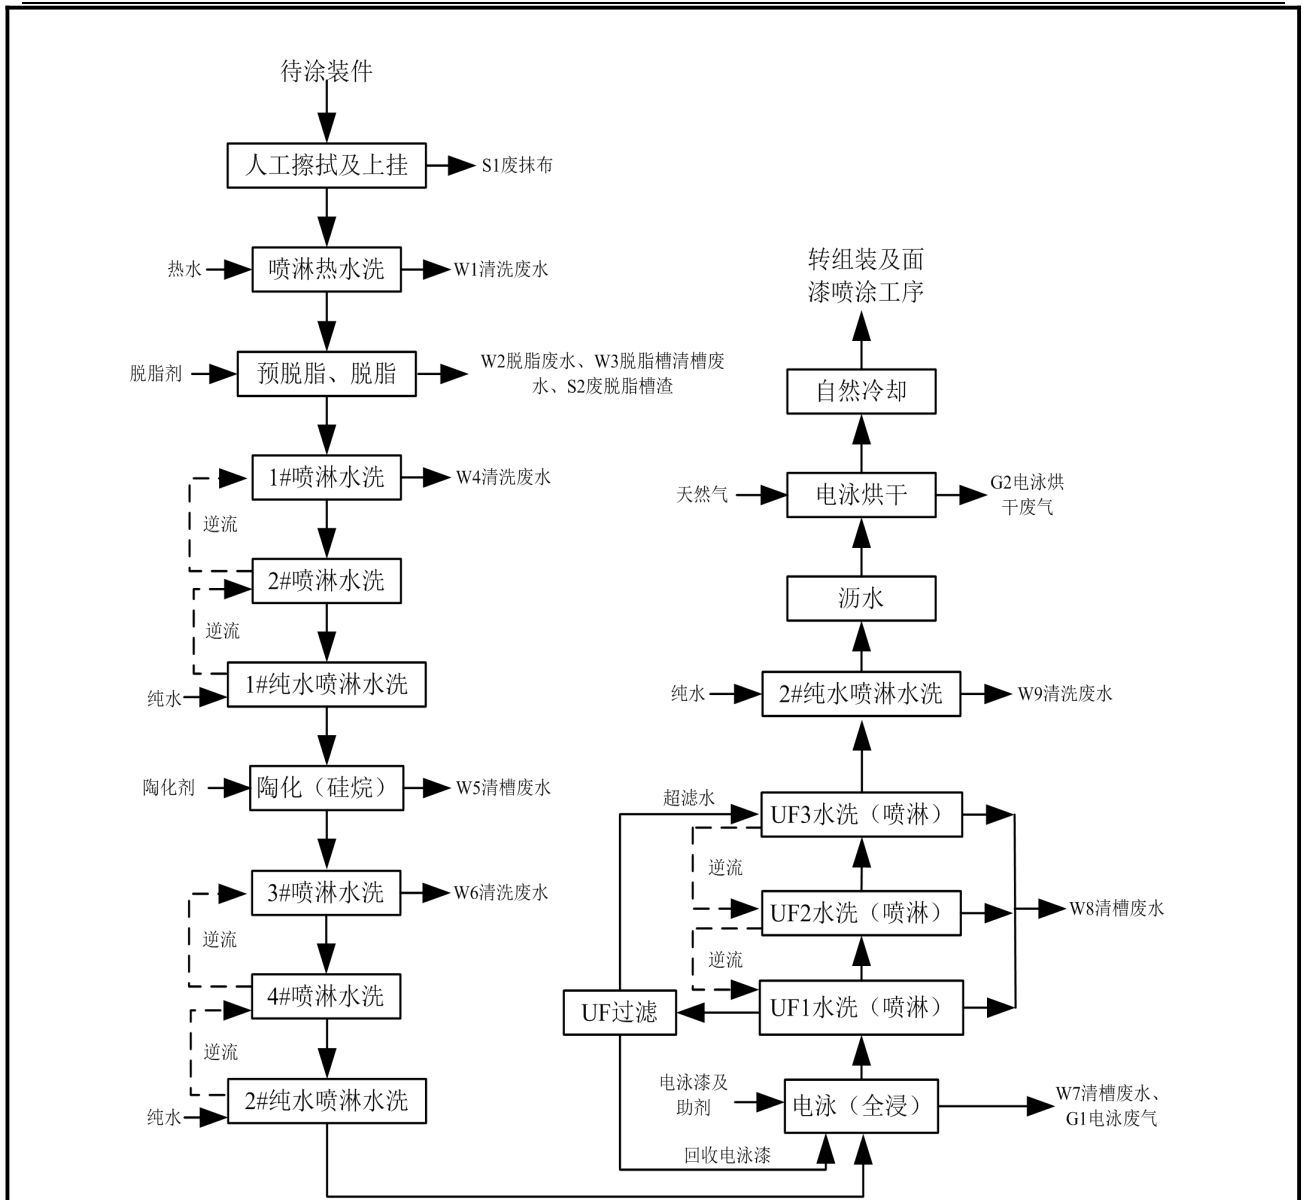 待涂装件
人工擦拭及上挂
S1废抹布
热水
喷淋热水洗
W1清洗废水
脱脂剂
预脱脂、脱脂
W2脱脂废水、W3脱脂槽清槽废
水、S2废脱脂槽渣
1#喷淋水洗
W4清洗废水
逆流
2#喷淋水洗
逆流
1#纯水喷淋水洗
纯水
陶化剂
陶化（硅烷）
W5清槽废水
3#喷淋水洗
W6清洗废水
逆流
4#喷淋水洗
逆流
2#纯水喷淋水洗
纯水
转组装及面
漆喷涂工序
自然冷却
天然气
电泳烘干
G2电泳烘
干废气
沥水
纯水
2#纯水喷淋水洗
W9清洗废水
超滤水
UF3水洗（喷淋）
逆流
UF2水洗（喷淋）
W8清槽废水
逆流
UF过滤
UF1水洗（喷淋）
电泳漆及
助剂
电泳（全浸）
W7清槽废水、
G1电泳废气
回收电泳漆